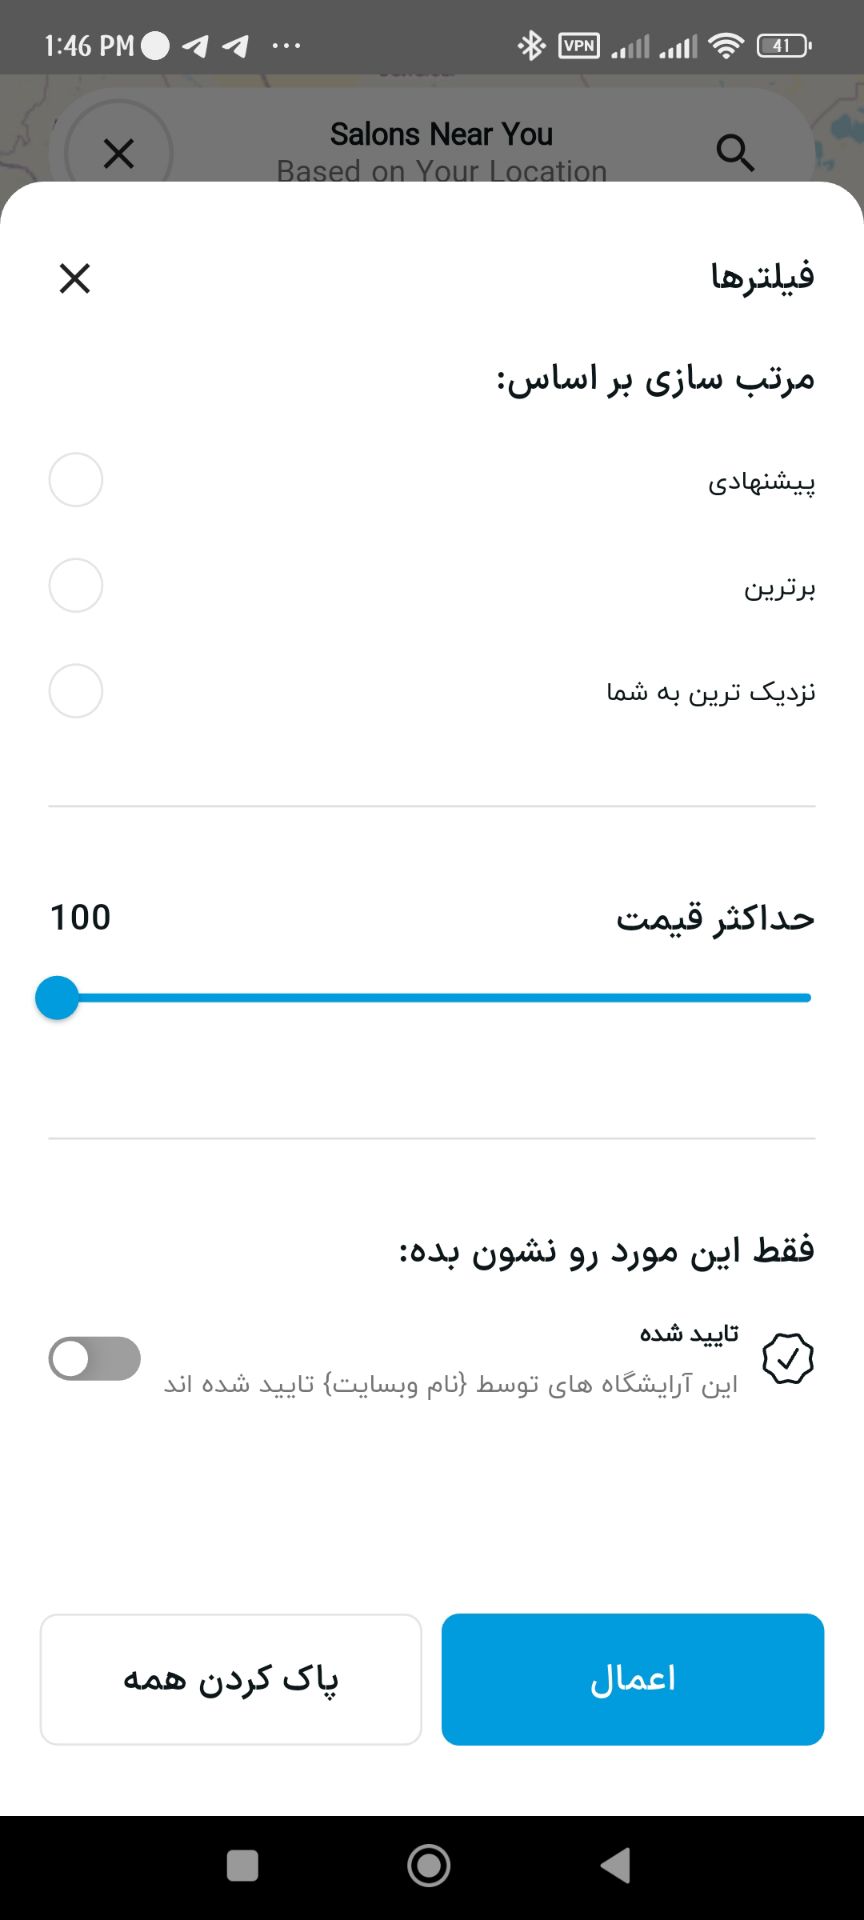 1:46 PM
VPN
41
Salons Near You
Based on Your Location
فیلترها
مرتب سازی بر اساس:
پیشنهادی
برترین
نزدیک ترین به شما
حداکثر قیمت 100
فقط این مورد رو نشون بده:
تایید شده
این آرایشگاه های توسط {نام وبسایت} تایید شده اند
اعمال
پاک کردن همه